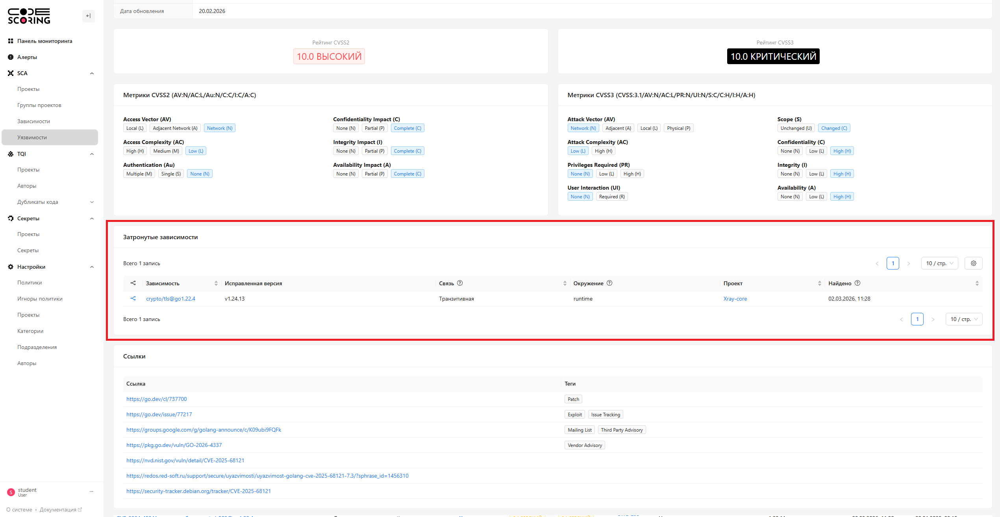 CODE
SCORING
Панель мониторинга
Алерты
SCA
Проекты
Группы проектов
Зависимости
Уязвимости
TQI
Проекты
Авторы
Дубликаты кода
Секреты
Проекты
Секреты
Настройки
Политики
Игноры политики
Проекты
Категории
Подразделения
Авторы
S student
User
...
О системе · Документация
Дата обновления 20.02.2026
Рейтинг CVSS2
10.0 ВЫСОКИЙ
Рейтинг CVSS3
10.0 КРИТИЧЕСКИЙ
Метрики CVSS2 (AV:N/AC:L/Au:N/C:C/I:C/A:C)
Access Vector (AV)
Local (L) Adjacent Network (A) Network (N)
Access Complexity (AC)
High (H) Medium (M) Low (L)
Authentication (Au)
Multiple (M) Single (S) None (N)
Confidentiality Impact (C)
None (N) Partial (P) Complete (C)
Integrity Impact (I)
None (N) Partial (P) Complete (C)
Availability Impact (A)
None (N) Partial (P) Complete (C)
Метрики CVSS3 (CVSS:3.1/AV:N/AC:L/PR:N/UI:N/S:C/C:H/I:H/A:H)
Attack Vector (AV)
Network (N) Adjacent (A) Local (L) Physical (P)
Attack Complexity (AC)
Low (L) High (H)
Privileges Required (PR)
None (N) Low (L) High (H)
User Interaction (UI)
None (N) Required (R)
Scope (S)
Unchanged (U) Changed (C)
Confidentiality (C)
None (N) Low (L) High (H)
Integrity (I)
None (N) Low (L) High (H)
Availability (A)
None (N) Low (L) High (H)
Затронутые зависимости
Всего 1 запись < 1 > 10 / стр.
Зависимость Исправленная версия Связь ? Окружение ? Проект Найдено ?
crypto/tls@go1.22.4 v1.24.13 Транзитивная runtime Xray-core 02.03.2026, 11:28
Всего 1 запись < 1 > 10 / стр.
Ссылки
Ссылка Теги
https://go.dev/cl/737700 Patch
https://go.dev/issue/77217 Exploit Issue Tracking
https://groups.google.com/g/golang-announce/c/K09ubi9FQFk Mailing List Third Party Advisory
https://pkg.go.dev/vuln/GO-2026-4337 Vendor Advisory
https://nvd.nist.gov/vuln/detail/CVE-2025-68121
https://redos.red-soft.ru/support/secure/uyazvimosti/uyazvimost-golang-cve-2025-68121-7.3/?sphrase_id=1456310
https://security-tracker.debian.org/tracker/CVE-2025-68121